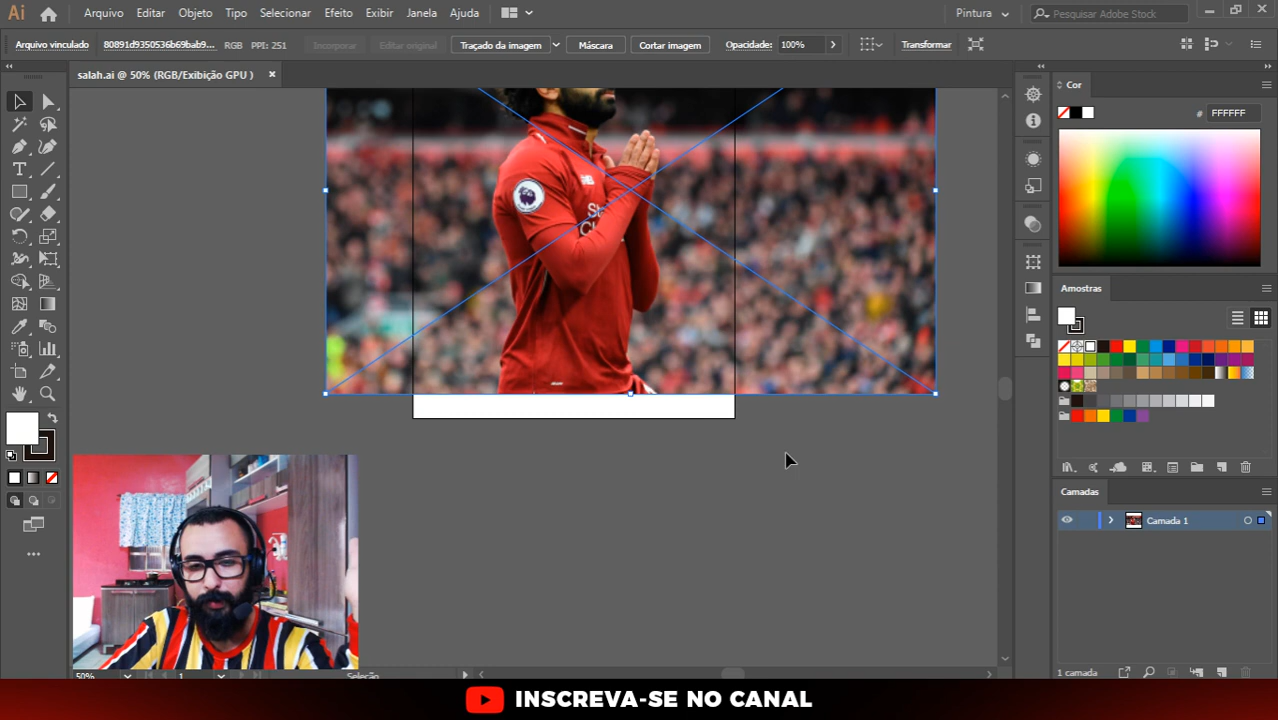 Ai
Arquivo Editar Objeto Tipo Selecionar Efeito Exibir Janela Ajuda
Pintura
Pesquisar Adobe Stock
Arquivo vinculado 80891d9350536b69bab9... RGB PPI: 251 Incorporar Editar original Traçado da imagem Máscara Cortar imagem Opacidade: 100% Transformar
salah.ai @ 50% (RGB/Exibição GPU )
Cor
# FFFFFF
Amostras
Camadas
Camada 1
1 camada
50% 1 Seleção
INSCREVA-SE NO CANAL